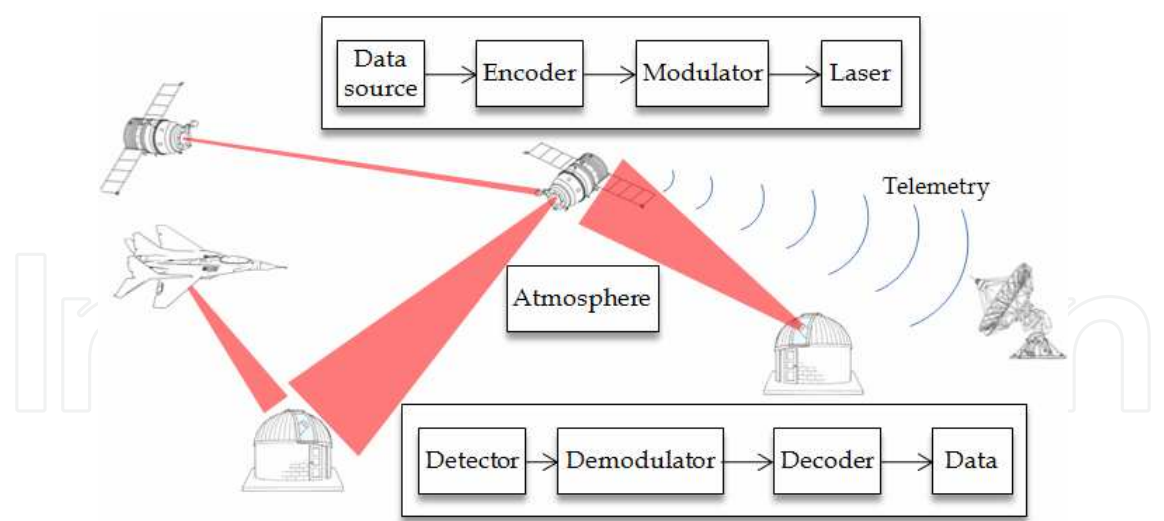 Data
source
Encoder
Modulator
Laser
Telemetry
Atmosphere
Detector
Demodulator
Decoder
Data